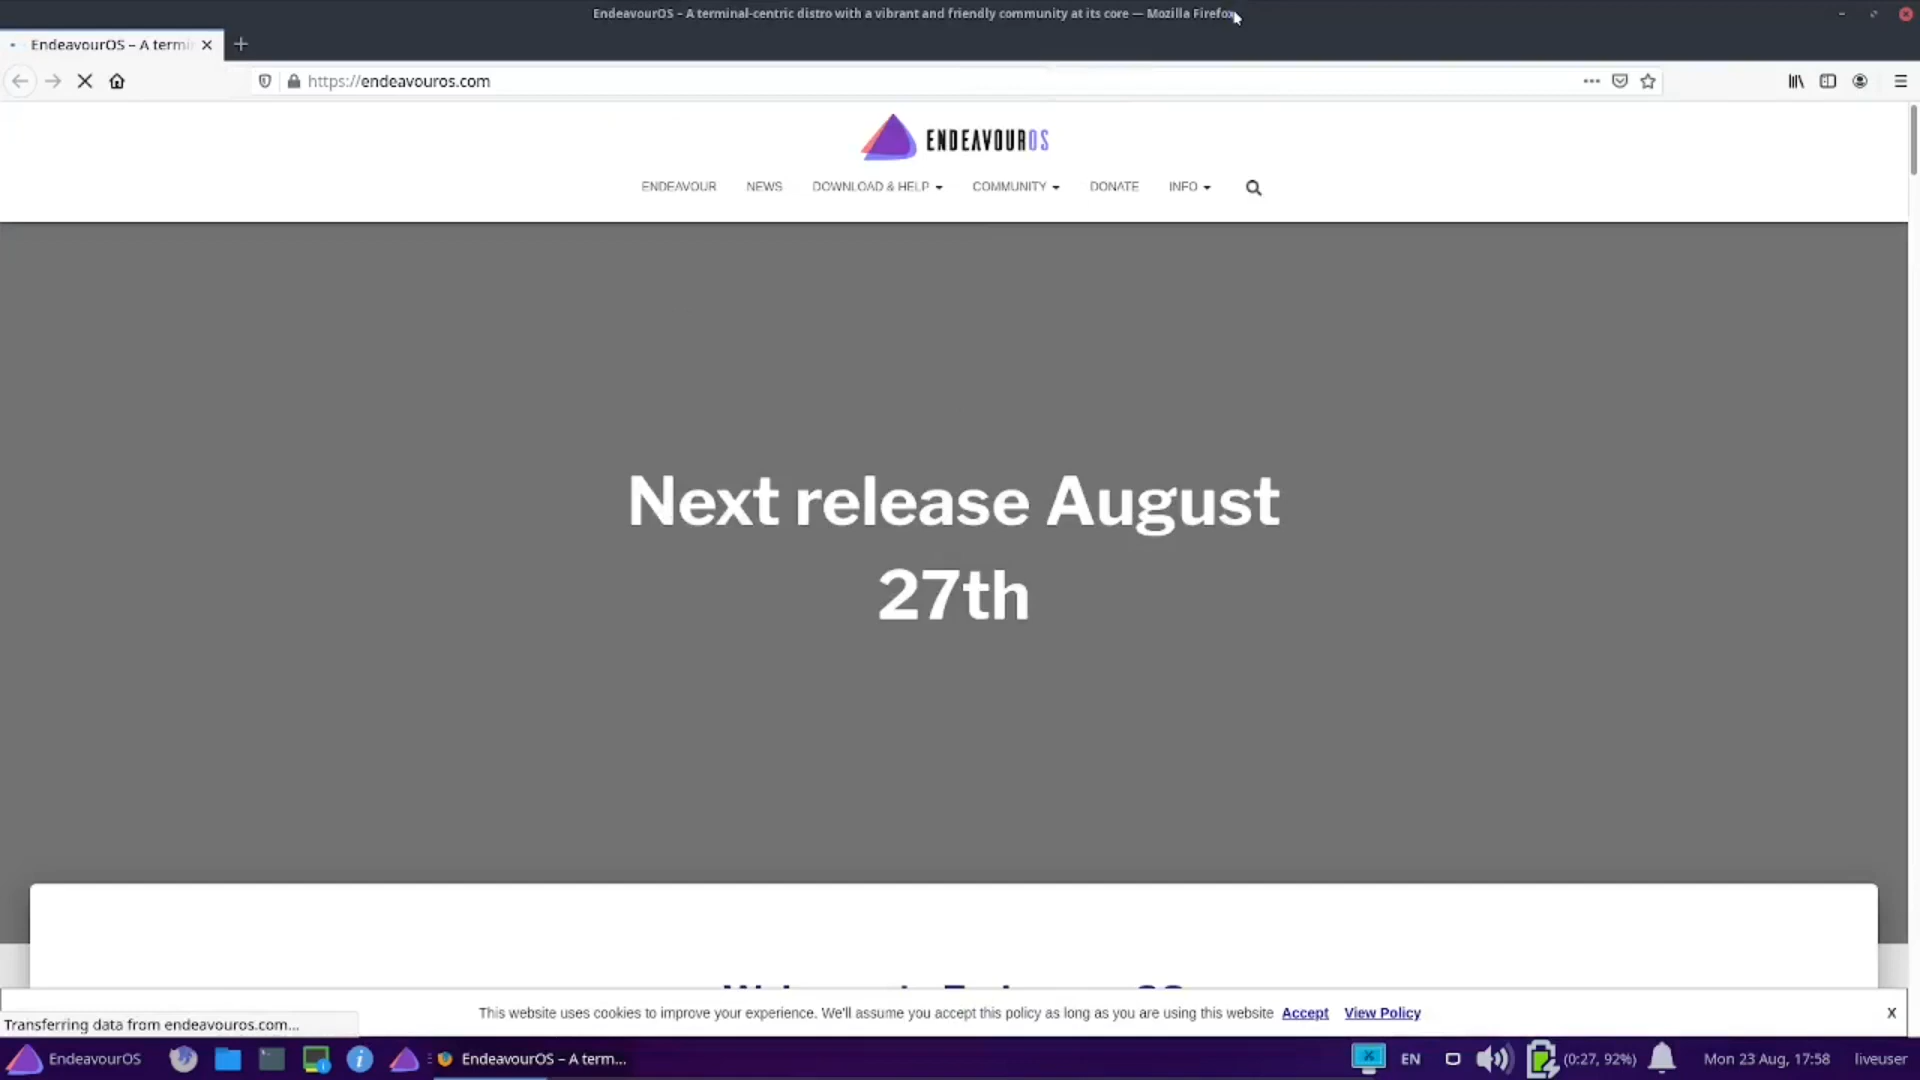 EndeavourOS – A terminal-centric distro with a vibrant and friendly community at its core — Mozilla Firefox
EndeavourOS – A termi
https://endeavouros.com
ENDEAVOUROS
ENDEAVOUR NEWS DOWNLOAD & HELP COMMUNITY DONATE INFO
Next release August
27th
This website uses cookies to improve your experience. We'll assume you accept this policy as long as you are using this website Accept View Policy X
Transferring data from endeavouros.com...
EndeavourOS EndeavourOS – A term... EN (0:27, 92%) Mon 23 Aug, 17:58 liveuser